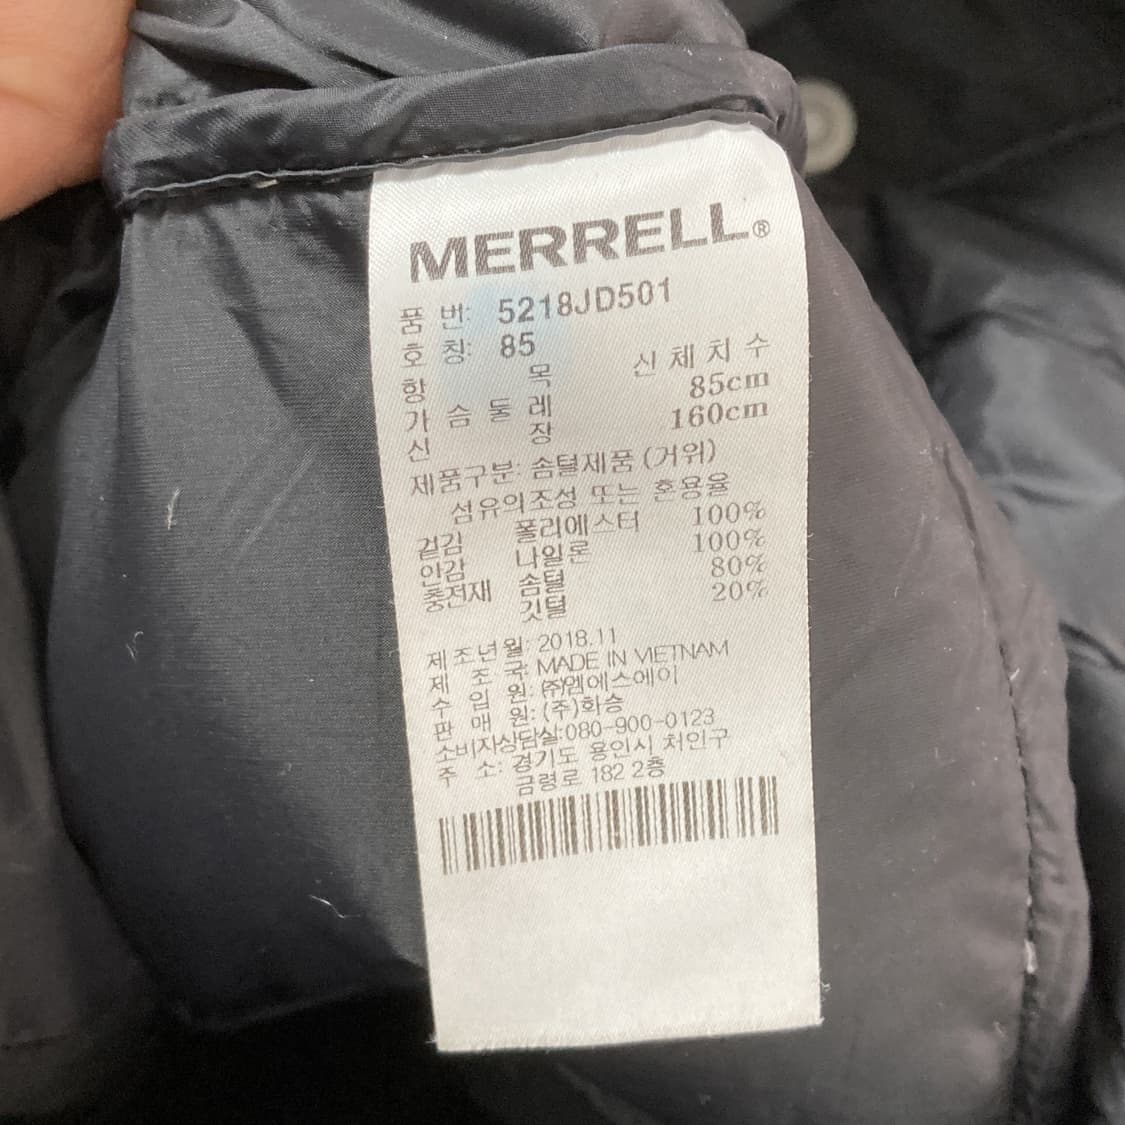 MERRELL®
품 번: 5218JD501
호 칭: 85
항 목 신 체 치 수
가 슴 둘 레 85cm
신 장 160cm
제품구분: 솜털제품 (거위)
섬유의조성 또는 혼용율
겉감 폴리에스터 100%
안감 나일론 100%
충전재 솜털 80%
깃털 20%
제조년월: 2018.11
제 조 국: MADE IN VIETNAM
수 입 원: (주)엠에스에이
판 매 원: (주)화승
소비자상담실:080-900-0123
주 소: 경기도 용인시 처인구
금령로 182 2층